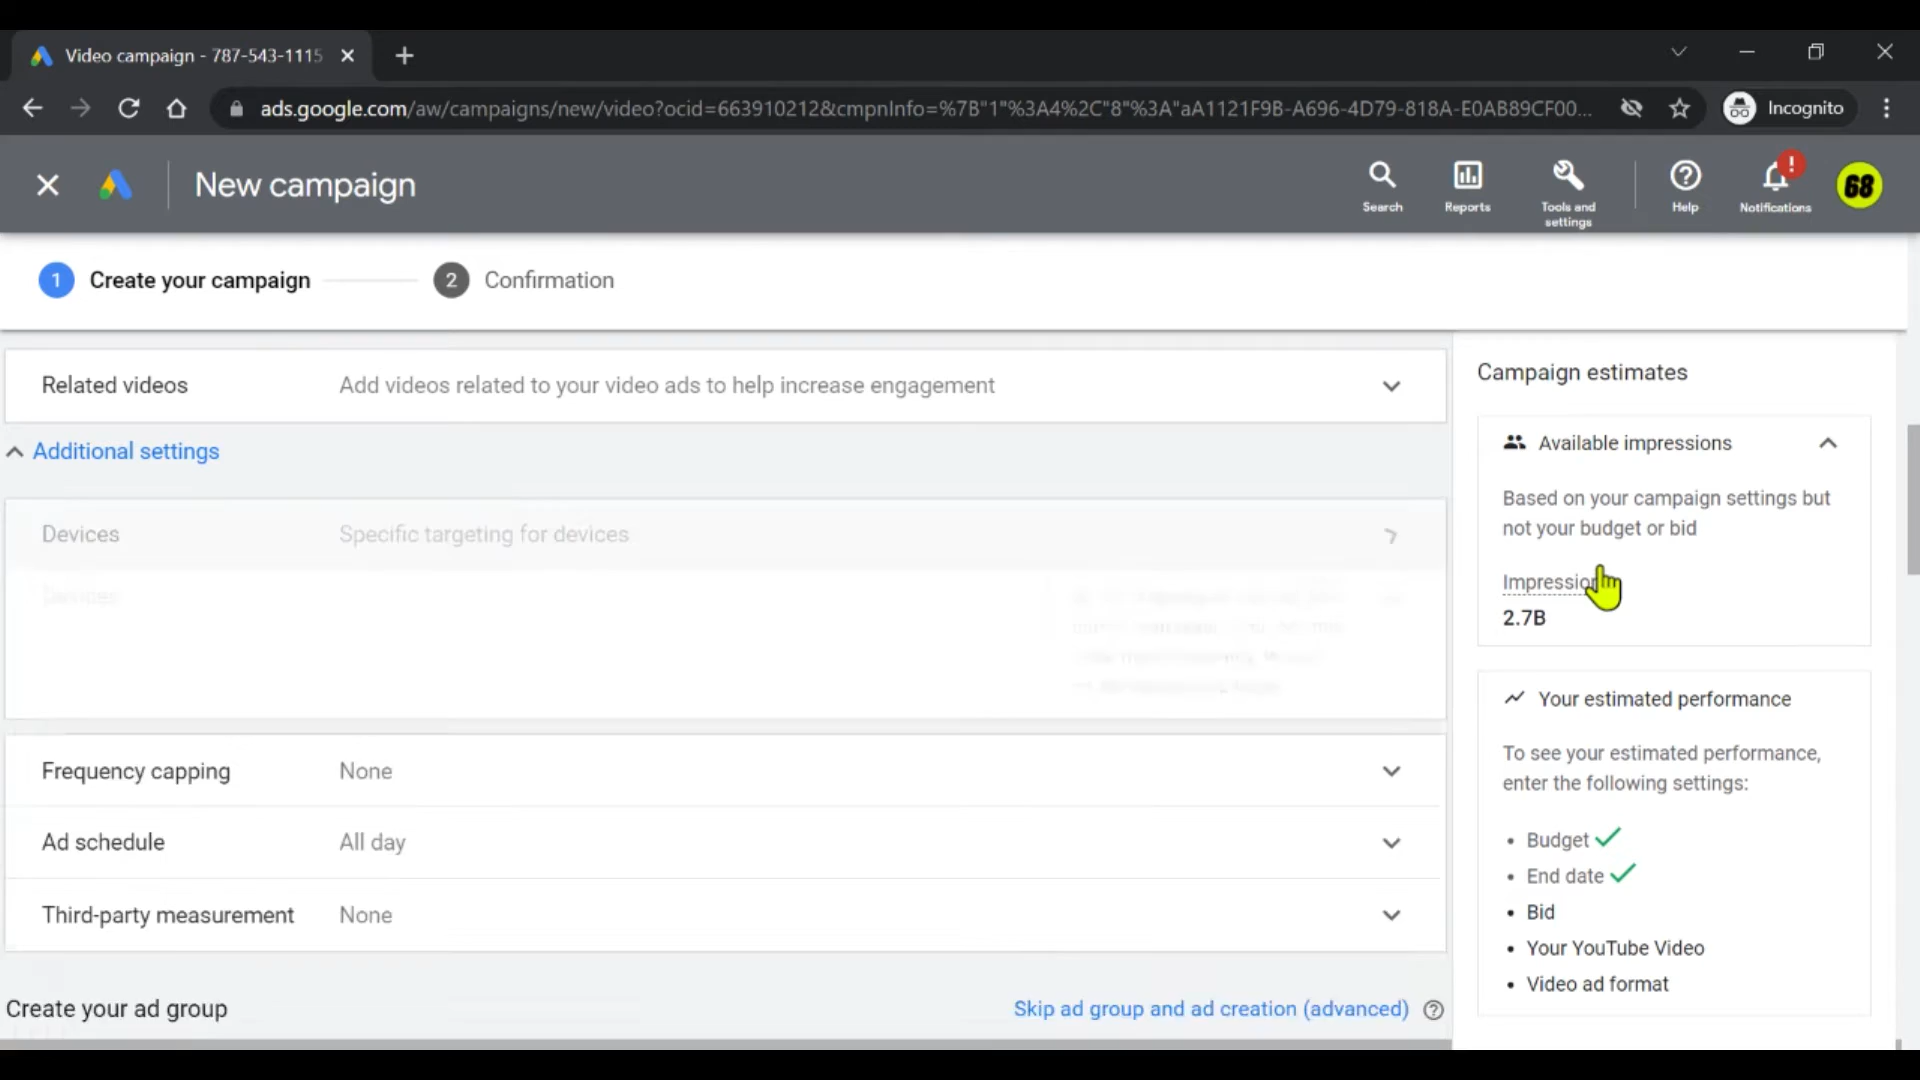 Video campaign - 787-543-1115
ads.google.com/aw/campaigns/new/video?ocid=663910212&cmpnInfo=%7B"1"%3A4%2C"8"%3A"aA1121F9B-A696-4D79-818A-E0AB89CF00...
Incognito
New campaign
Search
Reports
Tools and
settings
Help
!
Notifications
68
1 Create your campaign
2 Confirmation
Related videos Add videos related to your video ads to help increase engagement
Additional settings
Devices Specific targeting for devices
Devices
Frequency capping None
Ad schedule All day
Third-party measurement None
Create your ad group
Skip ad group and ad creation (advanced)
Campaign estimates
Available impressions
Based on your campaign settings but
not your budget or bid
2.7B
Your estimated performance
To see your estimated performance,
enter the following settings:
• Budget
• End date
• Bid
• Your YouTube Video
• Video ad format